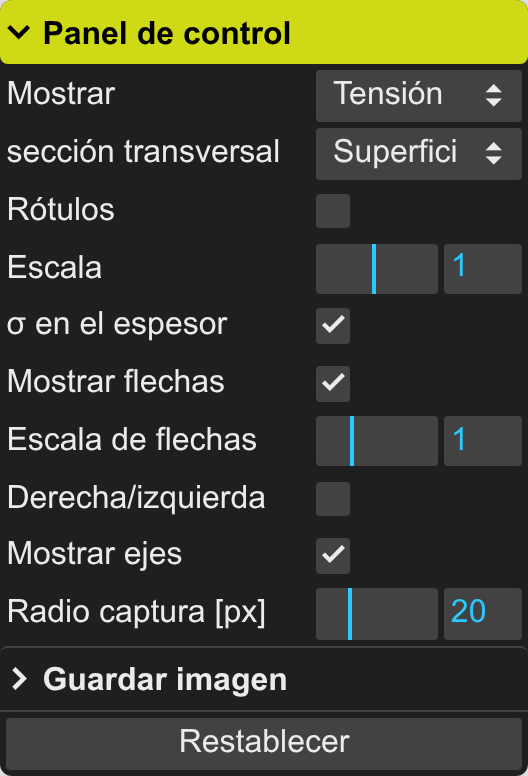 Panel de control
Mostrar Tensión
sección transversal Superfici
Rótulos
Escala 1
σ en el espesor
Mostrar flechas
Escala de flechas 1
Derecha/izquierda
Mostrar ejes
Radio captura [px] 20
Guardar imagen
Restablecer